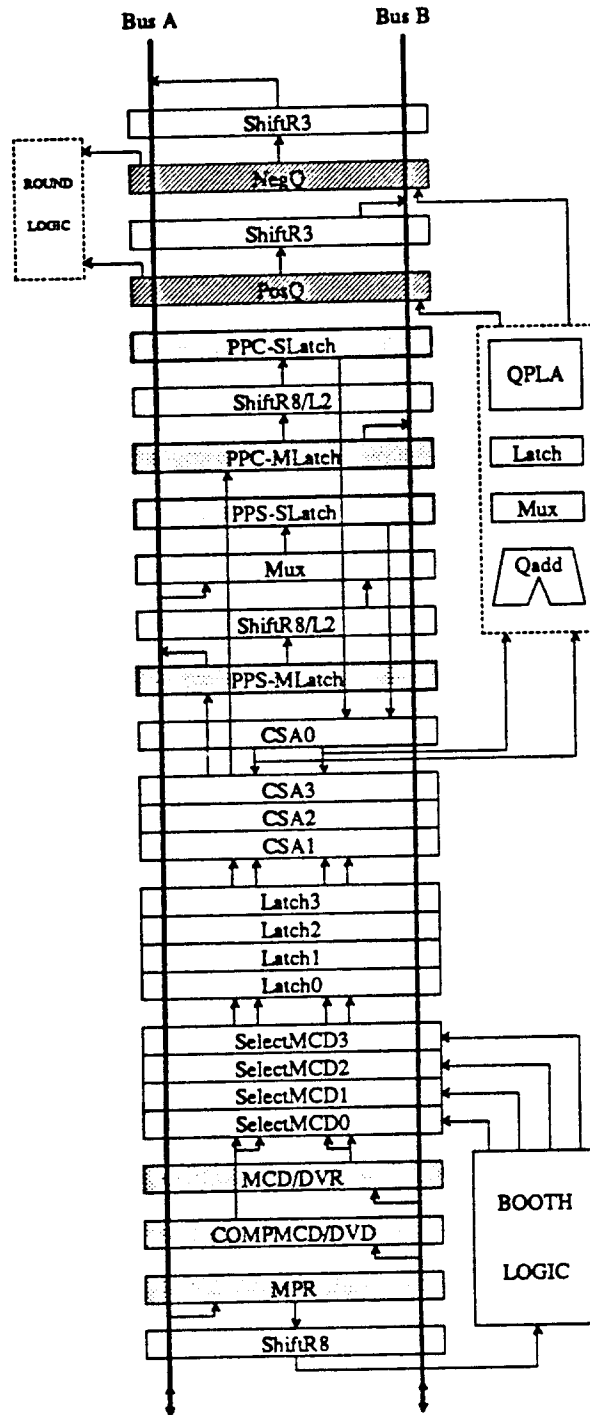 Bus A
Bus B
ShiftR3
ROUND
LOGIC
NegQ
ShiftR3
PosQ
PPC-SLatch
QPLA
ShiftR8/L2
PPC-MLatch
Latch
PPS-SLatch
Mux
Mux
Qadd
ShiftR8/L2
PPS-MLatch
CSA0
CSA3
CSA2
CSA1
Latch3
Latch2
Latch1
Latch0
SelectMCD3
SelectMCD2
SelectMCD1
SelectMCD0
MCD/DVR
BOOTH
LOGIC
COMPMCD/DVD
MPR
ShiftR8